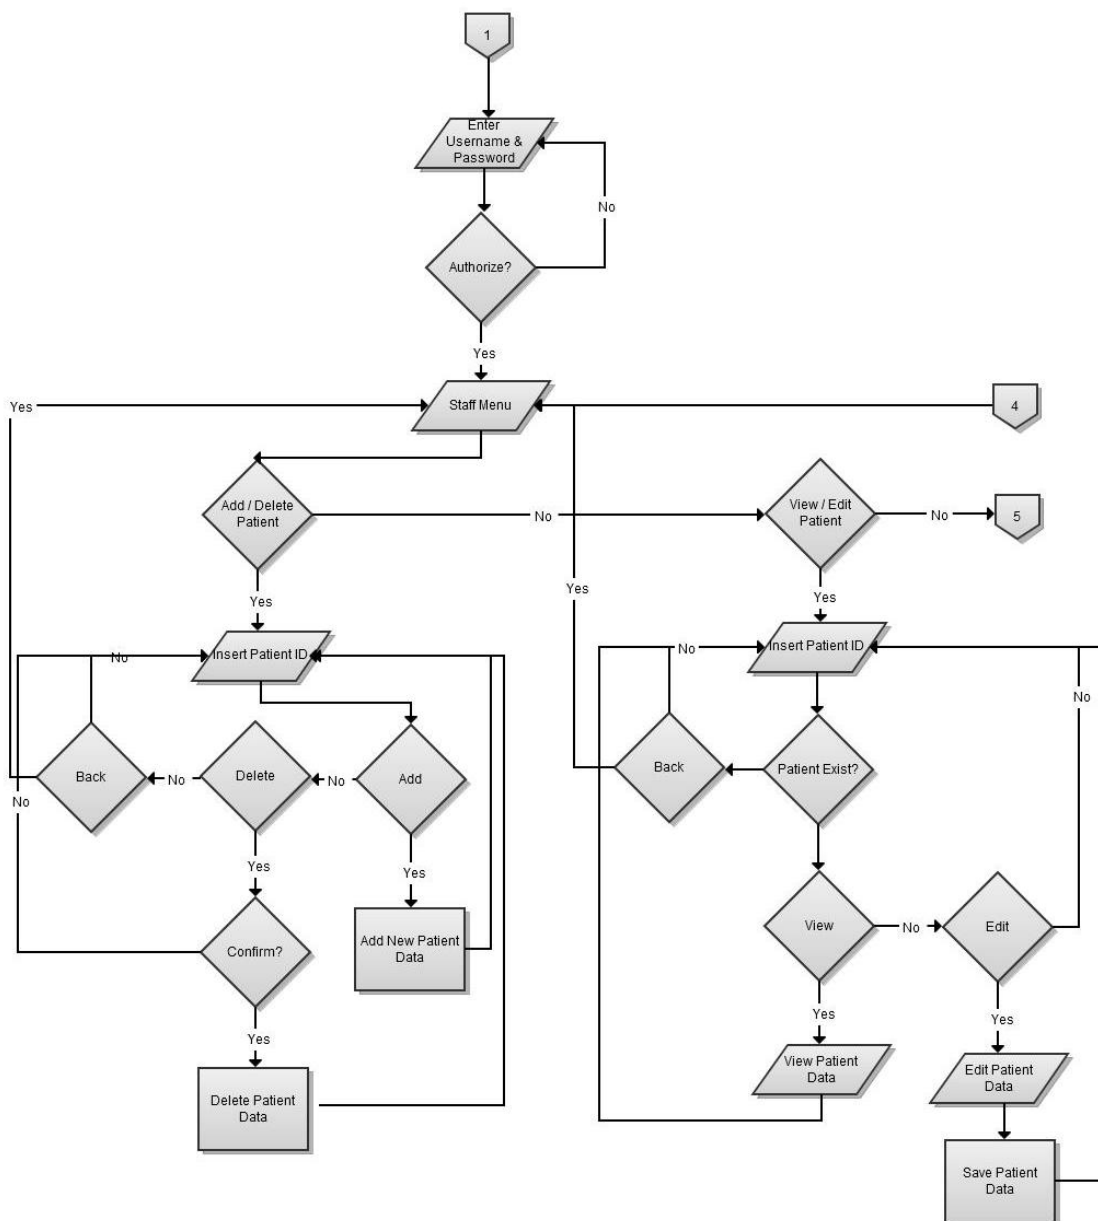 1
Enter
Username &
Password
No
Authorize?
Yes
Yes
Staff Menu
4
Add / Delete
Patient
No
View / Edit
Patient
No
5
Yes
Yes
Yes
No
Insert Patient ID
No
Insert Patient ID
No
Back
No
Delete
No
Add
Back
Patient Exist?
No
Yes
Yes
Confirm?
Add New Patient
Data
View
No
Edit
Yes
Yes
Yes
Delete Patient
Data
View Patient
Data
Edit Patient
Data
Save Patient
Data